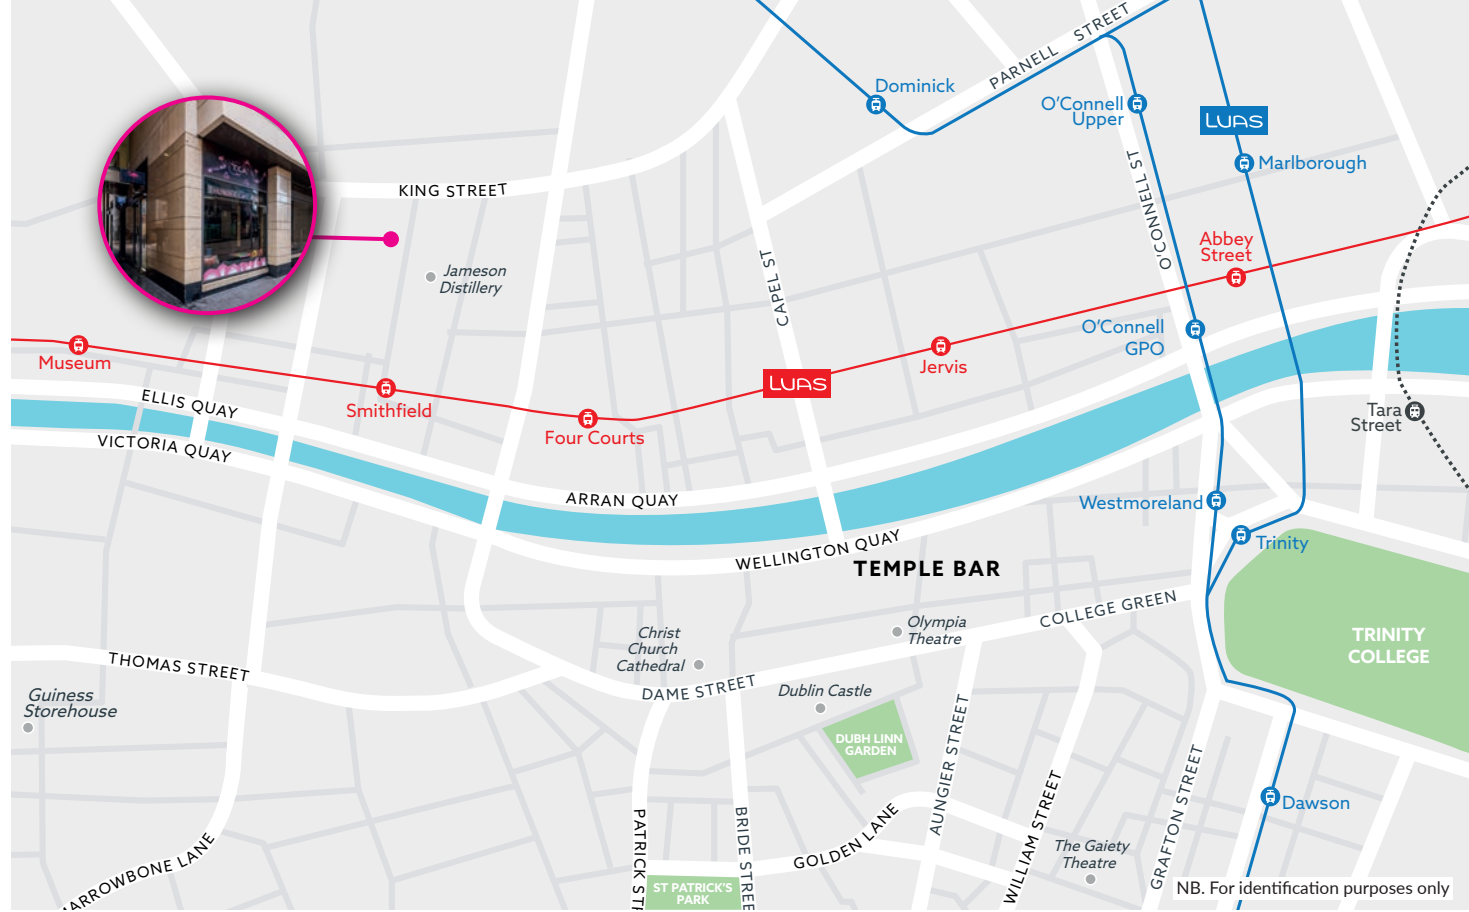 PARNELL STREET
Dominick
O'Connell
Upper
LUAS
Marlborough
O'CONNELL ST
KING STREET
Abbey
Street
CAPEL ST
Jameson
Distillery
O'Connell
GPO
Museum
Jervis
LUAS
Smithfield
ELLIS QUAY
Tara
Street
Four Courts
VICTORIA QUAY
ARRAN QUAY
Westmoreland
Trinity
WELLINGTON QUAY
TEMPLE BAR
COLLEGE GREEN
Olympia
Theatre
Christ
Church
Cathedral
TRINITY
COLLEGE
THOMAS STREET
DAME STREET
Dublin Castle
Guiness
Storehouse
DUBH LINN
GARDEN
AUNGIER STREET
GRAFTON STREET
Dawson
WILLIAM STREET
GOLDEN LANE
PATRICK STR
BRIDE STREE
The Gaiety
Theatre
ARROWBONE LANE
ST PATRICK'S
PARK
NB. For identification purposes only